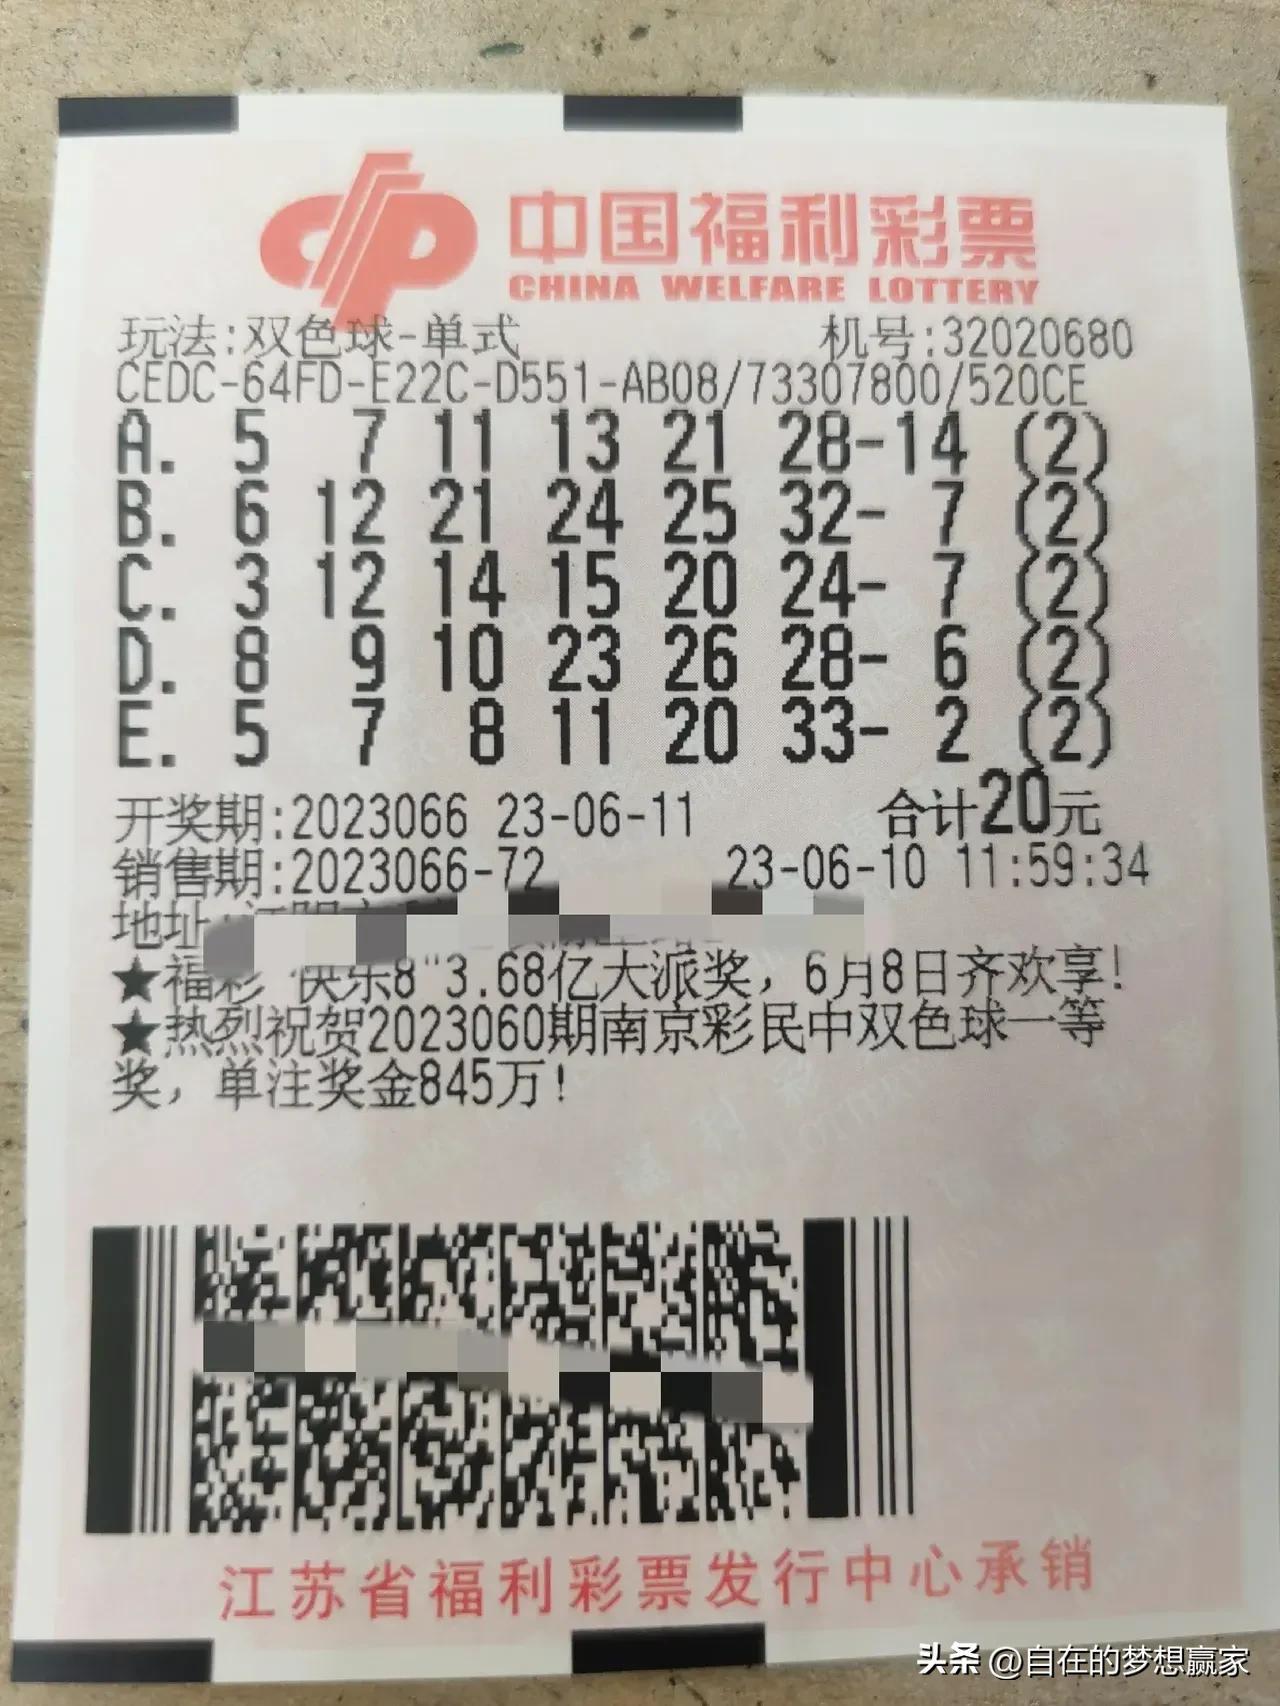 中国福利彩票
CHINA WELFARE LOTTERY
玩法:双色球-单式 机号:32020680
CEDC-64FD-E22C-D551-AB08/73307800/520CE
A. 5 7 11 13 21 28-14 (2)
B. 6 12 21 24 25 32- 7 (2)
C. 3 12 14 15 20 24- 7 (2)
D. 8 9 10 23 26 28- 6 (2)
E. 5 7 8 11 20 33- 2 (2)
开奖期:2023066 23-06-11 合计20元
销售期:2023066-72 23-06-10 11:59:34
地址
★福彩"快乐8"3.68亿大派奖，6月8日齐欢享!
★热烈祝贺2023060期南京彩民中双色球一等
奖，单注奖金845万!
江苏省福利彩票发行中心承销
头条 @自在的梦想赢家